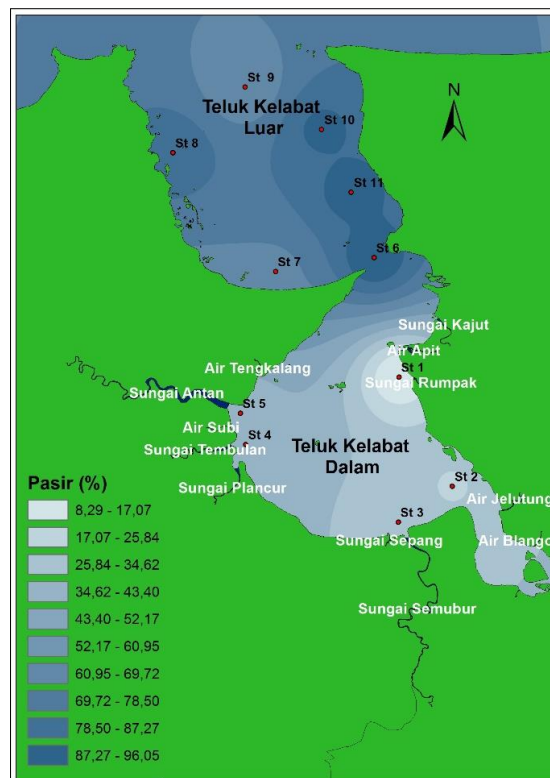 St 9
Teluk Kelabat
Luar
N
St 10
St 8
St 11
St 6
St 7
Sungai Kajut
Air Apit
St 1
Air Tengkalang
Sungai Rumpak
Sungai Antan
St 5
Air Subi
St 4
Sungai Tembulan
Teluk Kelabat
Dalam
Sungai Plancur
St 2
Air Jelutung
St 3
Sungai Sepang
Air Blango
Sungai Semubur
Pasir (%)
8,29 - 17,07
17,07 - 25,84
25,84 - 34,62
34,62 - 43,40
43,40 - 52,17
52,17 - 60,95
60,95 - 69,72
69,72 - 78,50
78,50 - 87,27
87,27 - 96,05